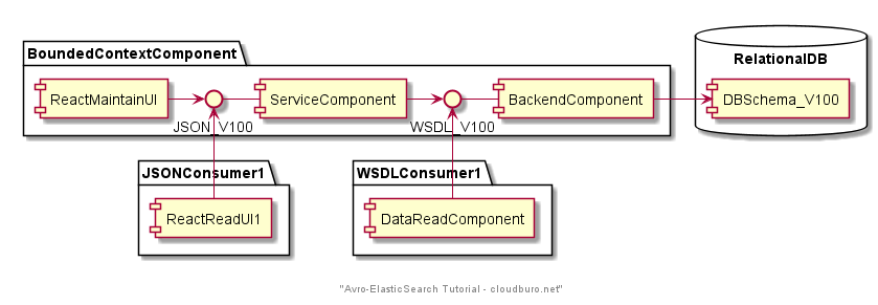 BoundedContextComponent
RelationalDB
ReactMaintainUI
ServiceComponent
BackendComponent
DBSchema_V100
JSON_V100
WSDL_V100
JSONConsumer1
WSDLConsumer1
ReactReadUI1
DataReadComponent
"Avro-ElasticSearch Tutorial - cloudburo.net"